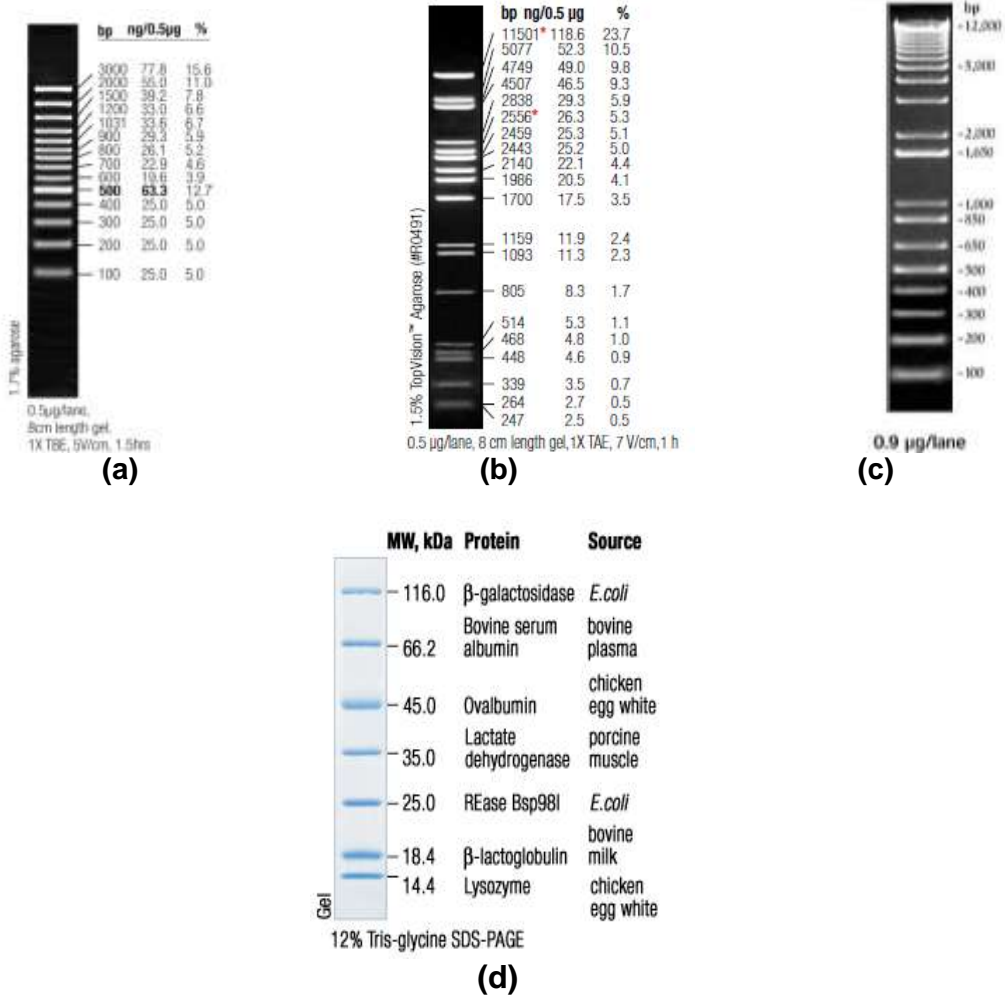 bp ng/0.5µg %
3000 77.8 15.6
2000 55.0 11.0
1500 39.2 7.8
1200 33.0 6.6
1031 33.6 6.7
900 29.3 5.9
800 26.1 5.2
700 22.9 4.6
600 19.6 3.9
500 63.3 12.7
400 25.0 5.0
300 25.0 5.0
200 25.0 5.0
100 25.0 5.0
1.7% agarose
0.5µg/lane,
8cm length gel,
1X TBE, 5V/cm, 1.5hrs
(a)
bp ng/0.5 µg %
11501* 118.6 23.7
5077 52.3 10.5
4749 49.0 9.8
4507 46.5 9.3
2838 29.3 5.9
2556* 26.3 5.3
2459 25.3 5.1
2443 25.2 5.0
2140 22.1 4.4
1986 20.5 4.1
1700 17.5 3.5
1159 11.9 2.4
1093 11.3 2.3
805 8.3 1.7
514 5.3 1.1
468 4.8 1.0
448 4.6 0.9
339 3.5 0.7
264 2.7 0.5
247 2.5 0.5
1.5% TopVision™ Agarose (#R0491)
0.5 µg/lane, 8 cm length gel, 1X TAE, 7 V/cm, 1 h
(b)
bp
12,000
5,000
2,000
1,650
1,000
850
650
500
400
300
200
100
0.9 µg/lane
(c)
MW, kDa Protein Source
116.0 β-galactosidase E.coli
Bovine serum bovine
66.2 albumin plasma
chicken
45.0 Ovalbumin egg white
Lactate porcine
35.0 dehydrogenase muscle
25.0 REase Bsp98I E.coli
bovine
18.4 β-lactoglobulin milk
14.4 Lysozyme chicken
egg white
Gel
12% Tris-glycine SDS-PAGE
(d)